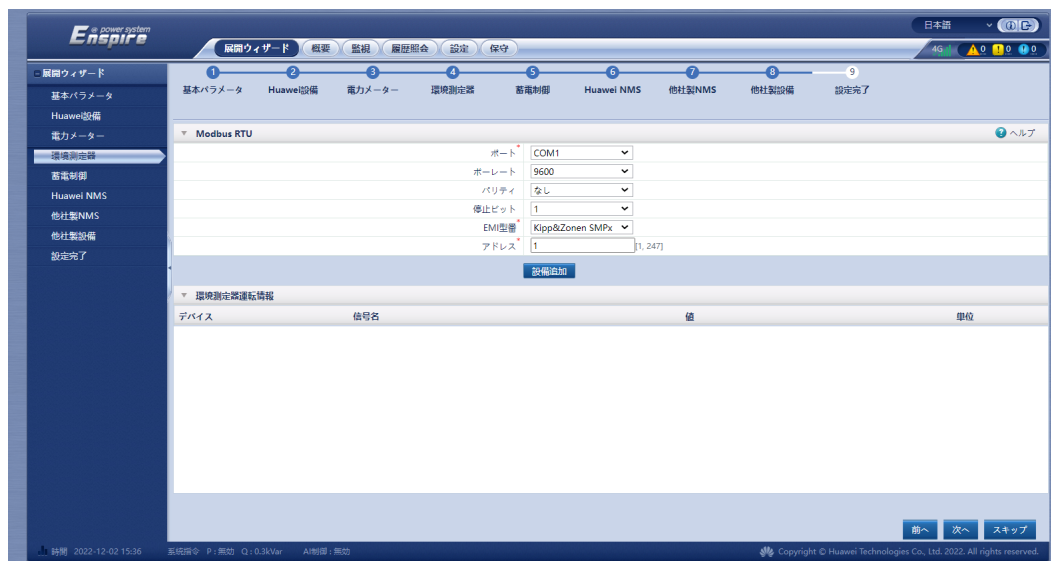 Enspire
e power system
日本語
展開ウィザード 概要 監視 履歴照会 設定 保守
4G 0 0 0
展開ウィザード
基本パラメータ
Huawei設備
電力メーター
環境測定器
蓄電制御
Huawei NMS
他社製NMS
他社製設備
設定完了
1 2 3 4 5 6 7 8 9
基本パラメータ Huawei設備 電力メーター 環境測定器 蓄電制御 Huawei NMS 他社製NMS 他社製設備 設定完了
Modbus RTU ヘルプ
ポート* COM1
ボーレート 9600
パリティ なし
停止ビット 1
EMI型番* Kipp&Zonen SMPx
アドレス* 1 [1, 247]
設備追加
環境測定器運転情報
デバイス 信号名 値 単位
前へ 次へ スキップ
時間 2022-12-02 15:36 系统指令 P : 無効 Q : 0.3kVar AI制御 : 無効 Copyright © Huawei Technologies Co., Ltd. 2022. All rights reserved.